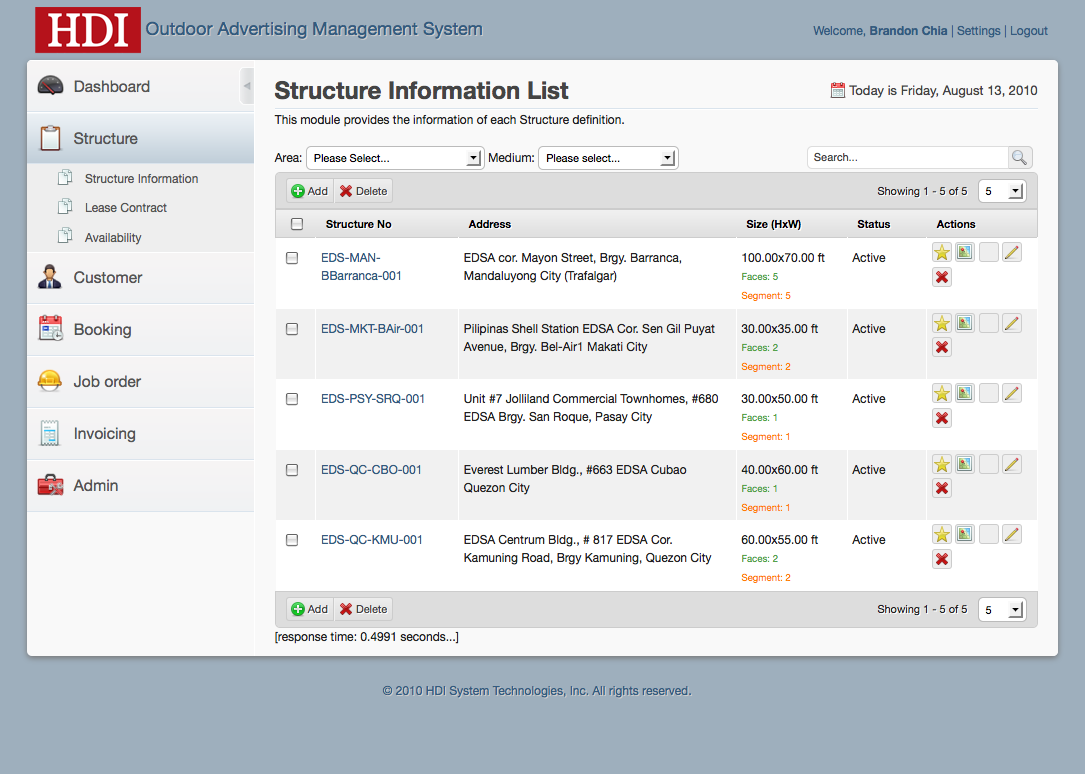 HDI Outdoor Advertising Management System
Welcome, Brandon Chia | Settings | Logout
Dashboard
Structure
Structure Information
Lease Contract
Availability
Customer
Booking
Job order
Invoicing
Admin
Structure Information List
Today is Friday, August 13, 2010
This module provides the information of each Structure definition.
Area: Please Select... Medium: Please select... Search...
Add Delete Showing 1 - 5 of 5 5
Structure No Address Size (HxW) Status Actions
EDS-MAN-
BBarranca-001
EDSA cor. Mayon Street, Brgy. Barranca,
Mandaluyong City (Trafalgar)
100.00x70.00 ft
Faces: 5
Segment: 5
Active
EDS-MKT-BAir-001
Pilipinas Shell Station EDSA Cor. Sen Gil Puyat
Avenue, Brgy. Bel-Air1 Makati City
30.00x35.00 ft
Faces: 2
Segment: 2
Active
EDS-PSY-SRQ-001
Unit #7 Jolliland Commercial Townhomes, #680
EDSA Brgy. San Roque, Pasay City
30.00x50.00 ft
Faces: 1
Segment: 1
Active
EDS-QC-CBO-001
Everest Lumber Bldg., #663 EDSA Cubao
Quezon City
40.00x60.00 ft
Faces: 1
Segment: 1
Active
EDS-QC-KMU-001
EDSA Centrum Bldg., # 817 EDSA Cor.
Kamuning Road, Brgy Kamuning, Quezon City
60.00x55.00 ft
Faces: 2
Segment: 2
Active
Add Delete Showing 1 - 5 of 5 5
[response time: 0.4991 seconds...]
© 2010 HDI System Technologies, Inc. All rights reserved.